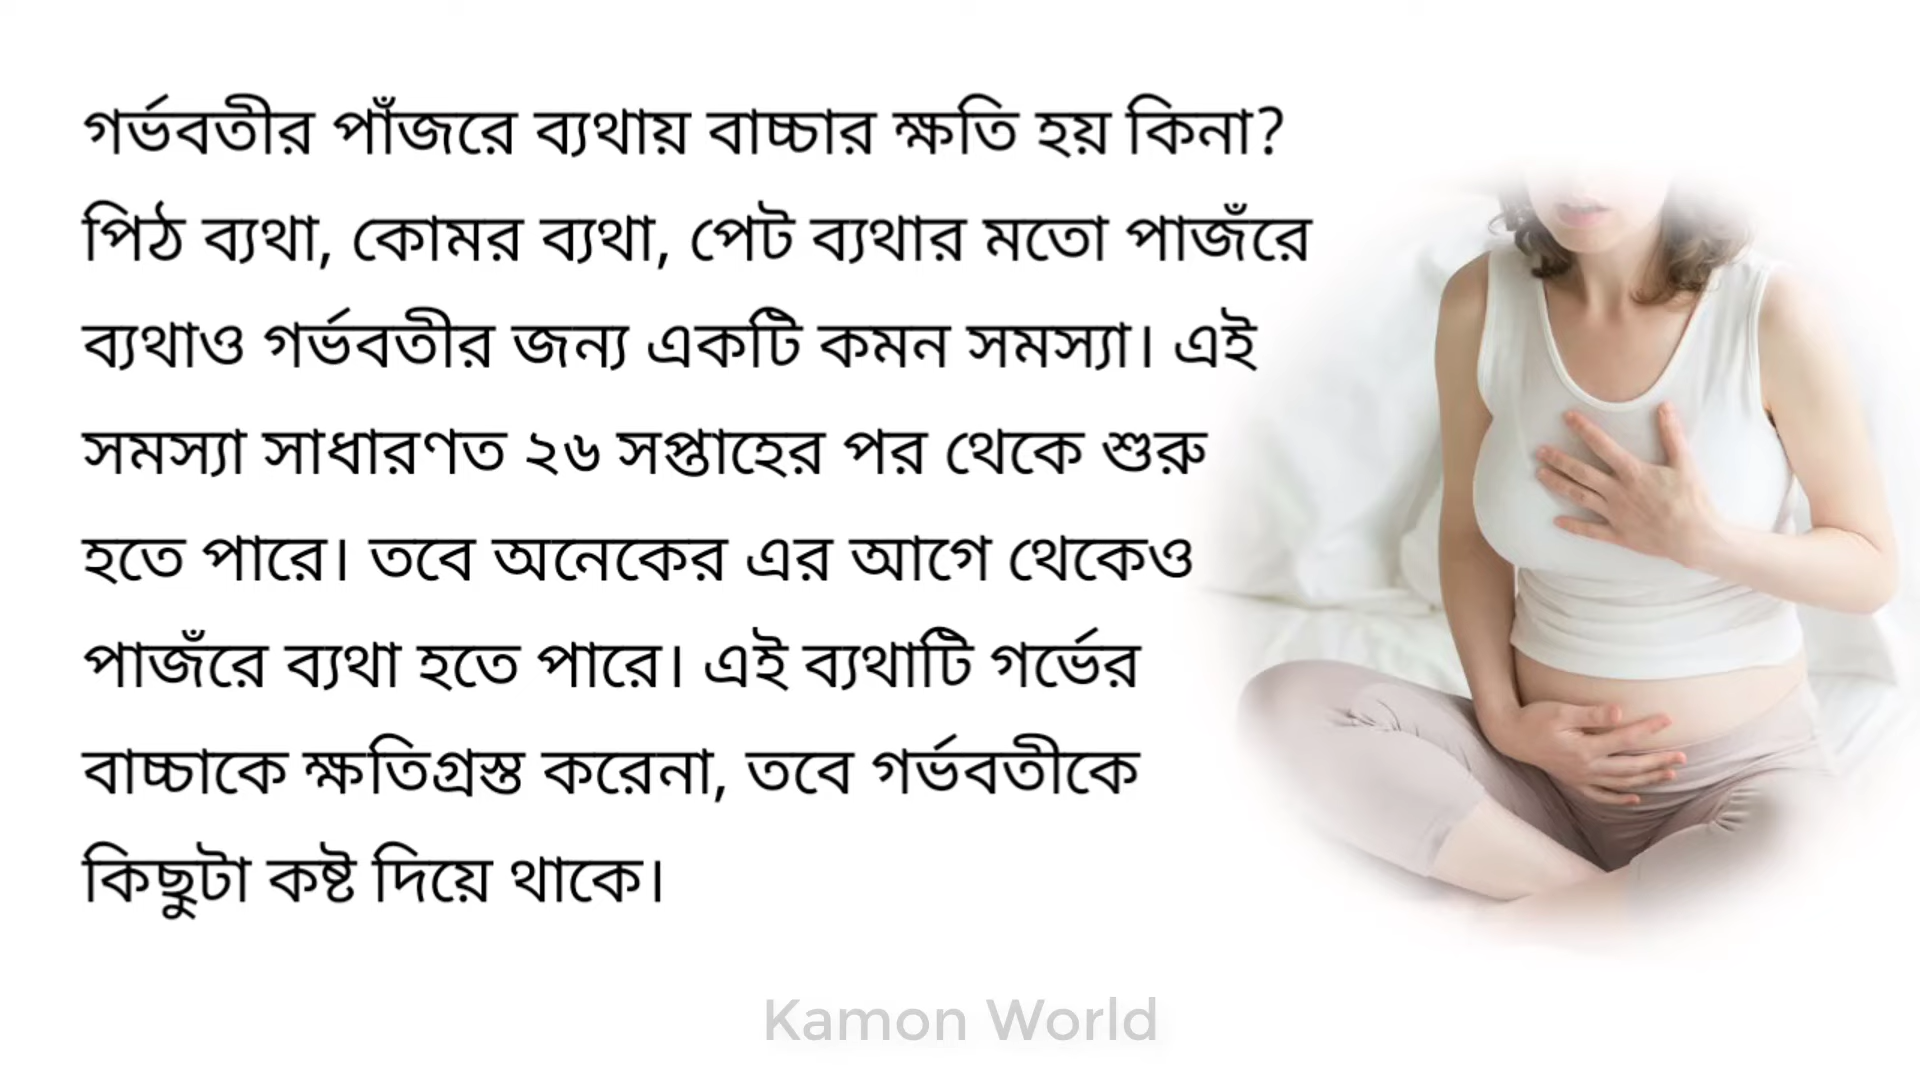 গর্ভবতীর পাঁজরে ব্যথায় বাচ্চার ক্ষতি হয় কিনা?
পিঠ ব্যথা, কোমর ব্যথা, পেট ব্যথার মতো পাজঁরে
ব্যথাও গর্ভবতীর জন্য একটি কমন সমস্যা। এই
সমস্যা সাধারণত ২৬ সপ্তাহের পর থেকে শুরু
হতে পারে। তবে অনেকের এর আগে থেকেও
পাজঁরে ব্যথা হতে পারে। এই ব্যথাটি গর্ভের
বাচ্চাকে ক্ষতিগ্রস্ত করেনা, তবে গর্ভবতীকে
কিছুটা কষ্ট দিয়ে থাকে।
Kamon World